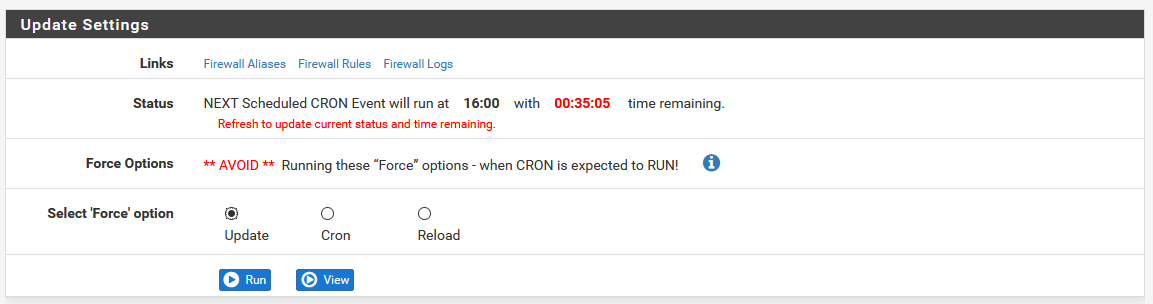 Update Settings
Links Firewall Aliases Firewall Rules Firewall Logs
Status NEXT Scheduled CRON Event will run at 16:00 with 00:35:05 time remaining.
Refresh to update current status and time remaining.
Force Options ** AVOID ** Running these “Force” options - when CRON is expected to RUN!
Select 'Force' option
Update Cron Reload
Run View